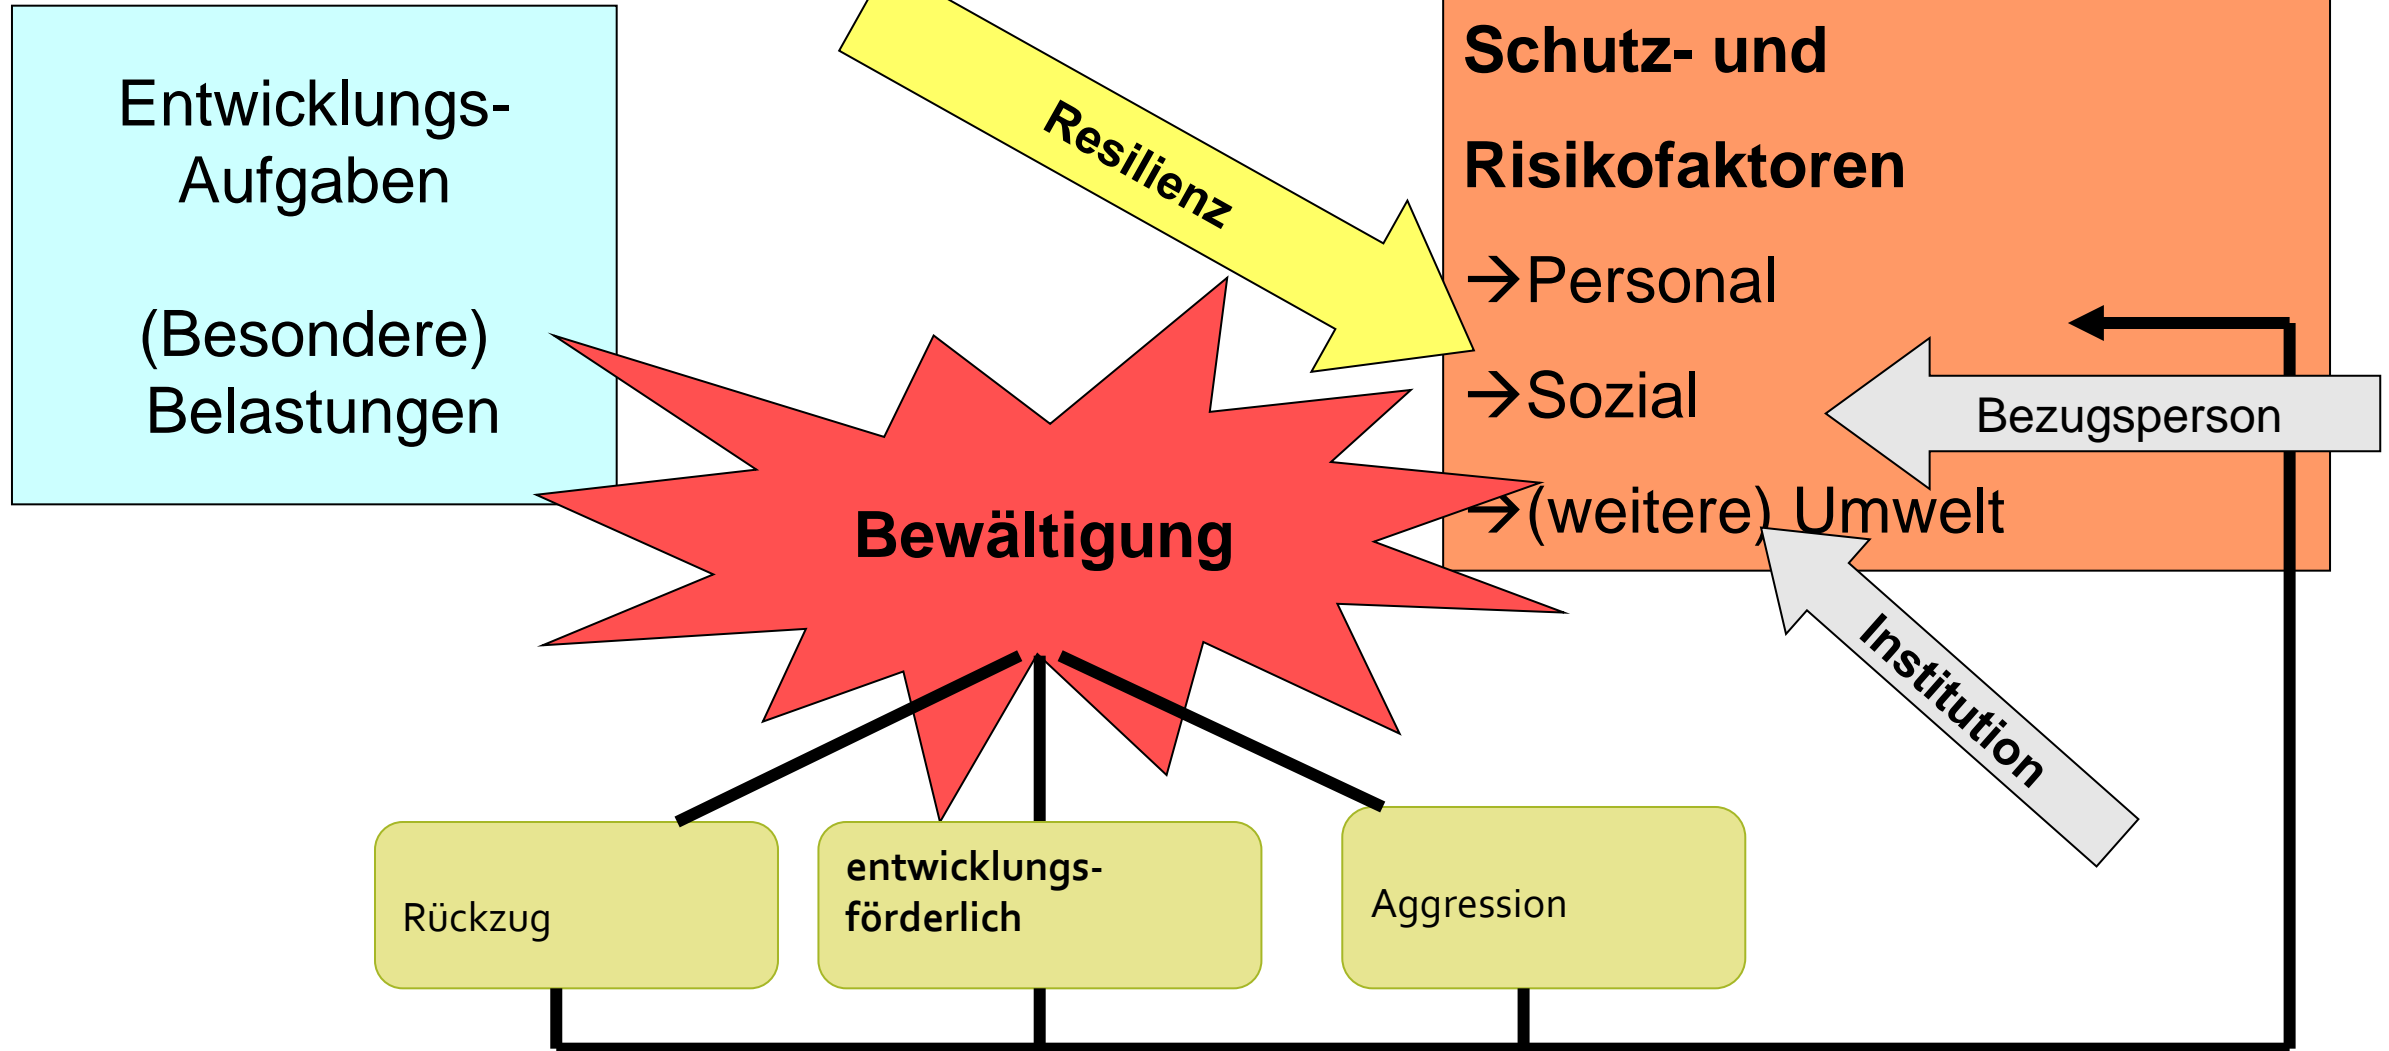 Entwicklungs-
Aufgaben
(Besondere)
Belastungen
Resilienz
Schutz- und
Risikofaktoren
→Personal
→Sozial
→(weitere) Umwelt
Bezugsperson
Institution
Bewältigung
Rückzug
entwicklungs-
förderlich
Aggression